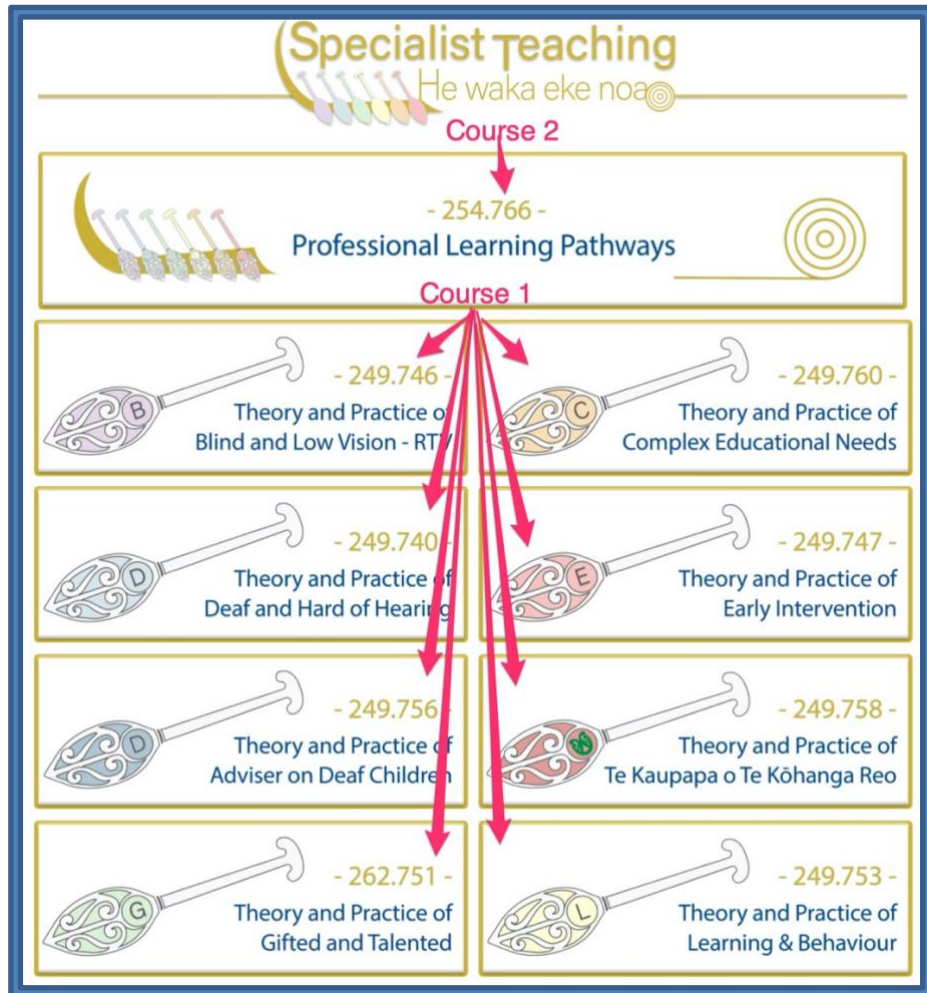 Specialist Teaching
He waka eke noa
Course 2
- 254.766 -
Professional Learning Pathways
Course 1
- 249.746 -
B
Theory and Practice of
Blind and Low Vision - RTV
- 249.760 -
C
Theory and Practice of
Complex Educational Needs
- 249.740 -
D
Theory and Practice of
Deaf and Hard of Hearing
- 249.747 -
E
Theory and Practice of
Early Intervention
- 249.756 -
D
Theory and Practice of
Adviser on Deaf Children
- 249.758 -
Theory and Practice of
Te Kaupapa o Te Kōhanga Reo
- 262.751 -
G
Theory and Practice of
Gifted and Talented
- 249.753 -
L
Theory and Practice of
Learning & Behaviour